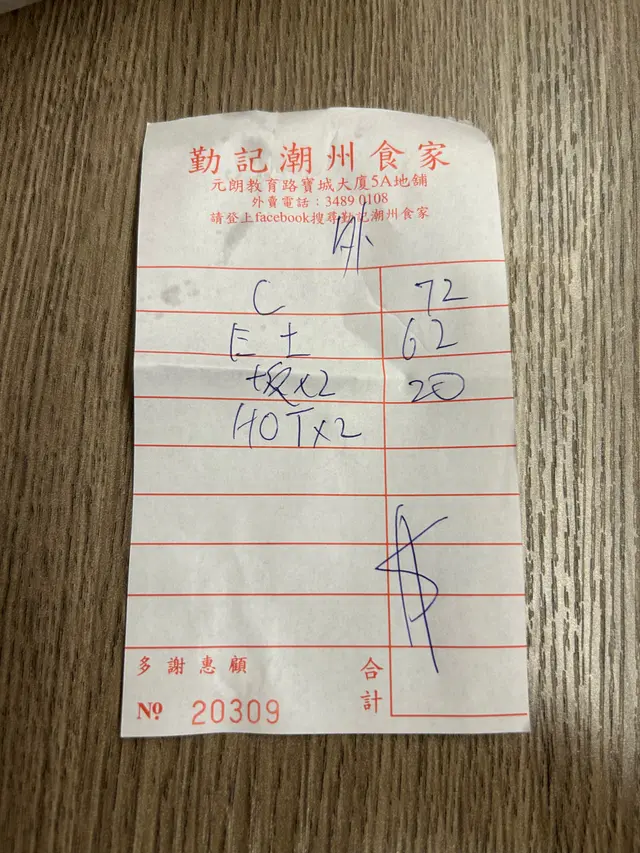 勤記潮州食家
元朗教育路寶城大廈5A地舖
外賣電話：3489 0108
請登上facebook搜尋勤記潮州食家
外
C 72
E 土 62
x2 20
HOT x2
$
多謝惠顧 合計
Nº 20309